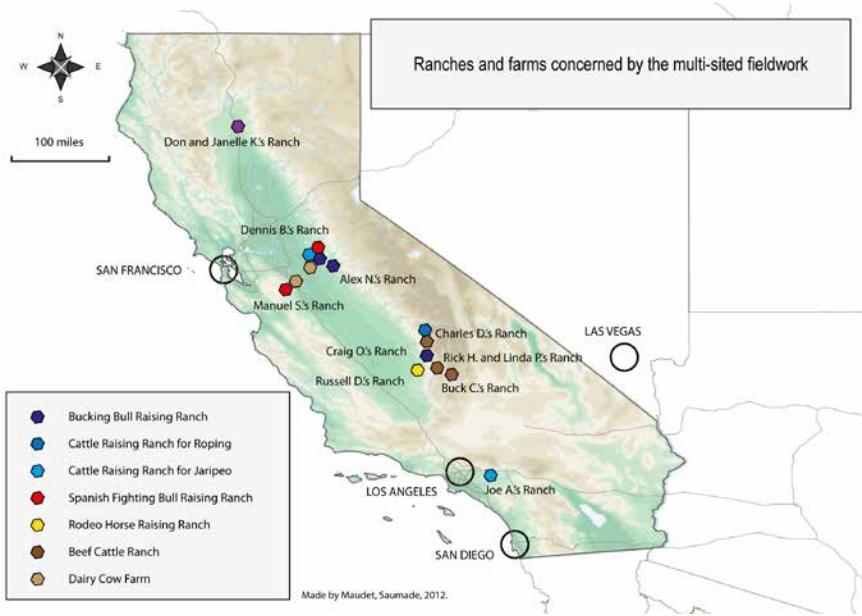 Ranches and farms concerned by the multi-sited fieldwork
N
W E
S
100 miles
Don and Janelle K.'s Ranch
Dennis B.'s Ranch
SAN FRANCISCO
Alex N.'s Ranch
Manuel S.'s Ranch
Charles D.'s Ranch
LAS VEGAS
Craig O.'s Ranch
Rick H. and Linda P.'s Ranch
Russell D.'s Ranch
Buck C.'s Ranch
Bucking Bull Raising Ranch
Cattle Raising Ranch for Roping
Cattle Raising Ranch for Jaripeo
Spanish Fighting Bull Raising Ranch
Rodeo Horse Raising Ranch
Beef Cattle Ranch
Dairy Cow Farm
LOS ANGELES
Joe A.'s Ranch
SAN DIEGO
Made by Maudet, Saumade, 2012.